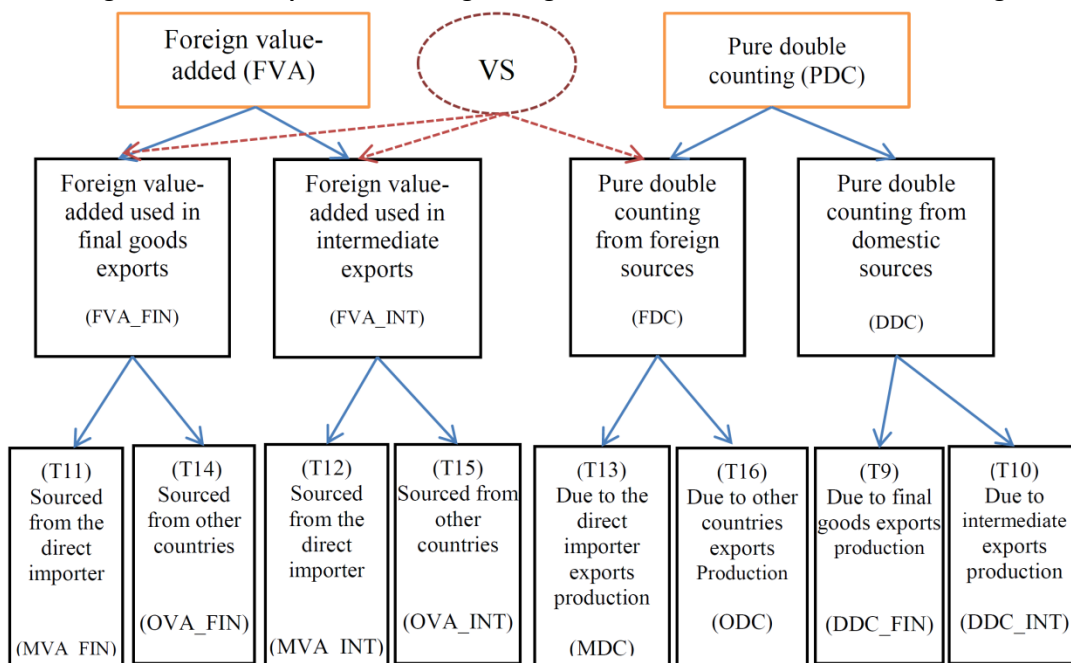 Foreign value-
added (FVA)
VS
Pure double
counting (PDC)
Foreign value-
added used in
final goods
exports
(FVA_FIN)
Foreign value-
added used in
intermediate
exports
(FVA_INT)
Pure double
counting
from foreign
sources
(FDC)
Pure double
counting from
domestic
sources
(DDC)
(T11)
Sourced
from the
direct
importer
(MVA_FIN)
(T14)
Sourced
from other
countries
(OVA_FIN)
(T12)
Sourced
from the
direct
importer
(MVA_INT)
(T15)
Sourced from
other
countries
(OVA_INT)
(T13)
Due to the
direct
importer
exports
production
(MDC)
(T16)
Due to other
countries
exports
Production
(ODC)
(T9)
Due to final
goods exports
production
(DDC_FIN)
(T10)
Due to
intermediate
exports
production
(DDC_INT)